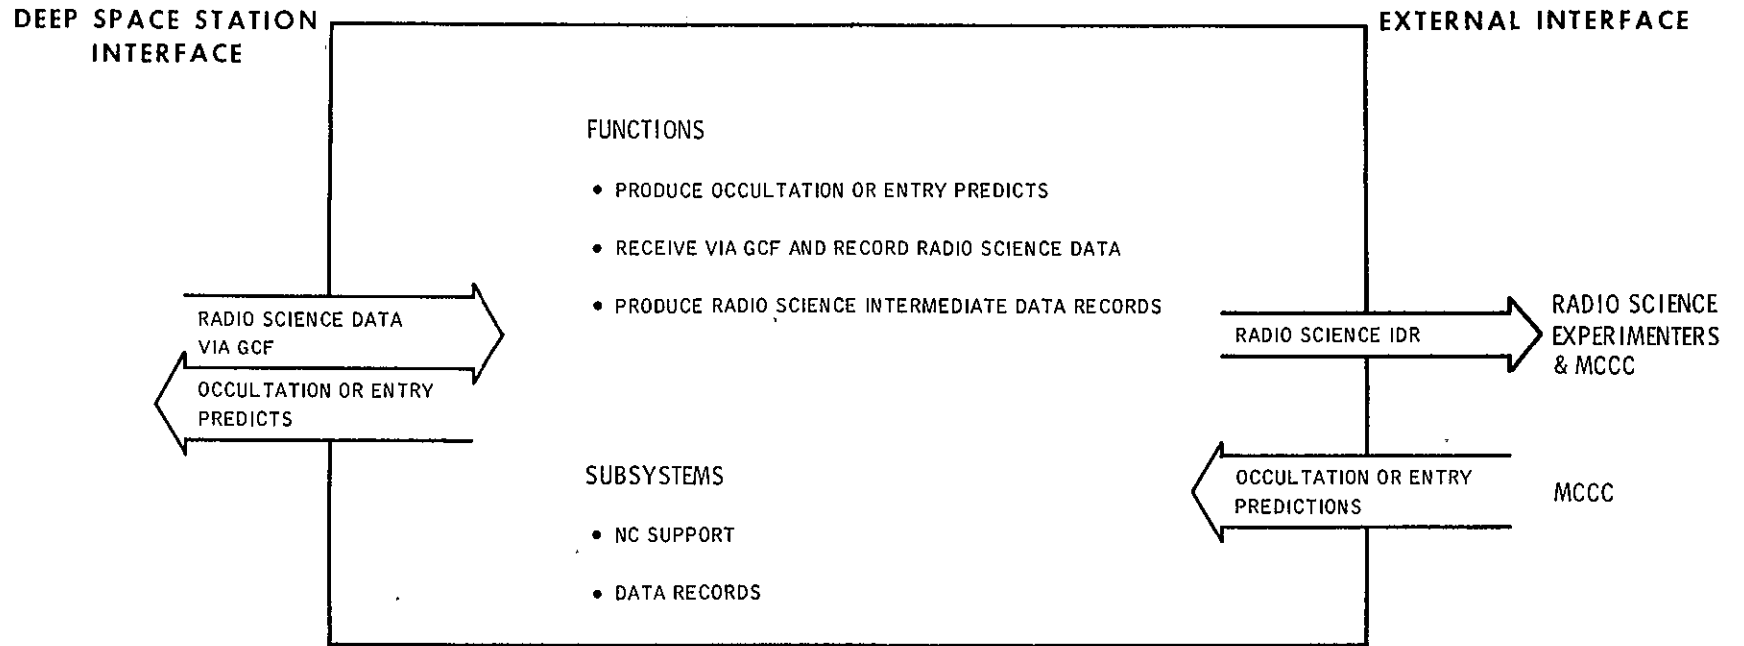 DEEP SPACE STATION
INTERFACE
EXTERNAL INTERFACE
FUNCTIONS
• PRODUCE OCCULTATION OR ENTRY PREDICTS
• RECEIVE VIA GCF AND RECORD RADIO SCIENCE DATA
• PRODUCE RADIO SCIENCE INTERMEDIATE DATA RECORDS
RADIO SCIENCE DATA
VIA GCF
OCCULTATION OR ENTRY
PREDICTS
RADIO SCIENCE IDR
RADIO SCIENCE
EXPERIMENTERS
& MCCC
SUBSYSTEMS
• NC SUPPORT
• DATA RECORDS
OCCULTATION OR ENTRY
PREDICTIONS
MCCC